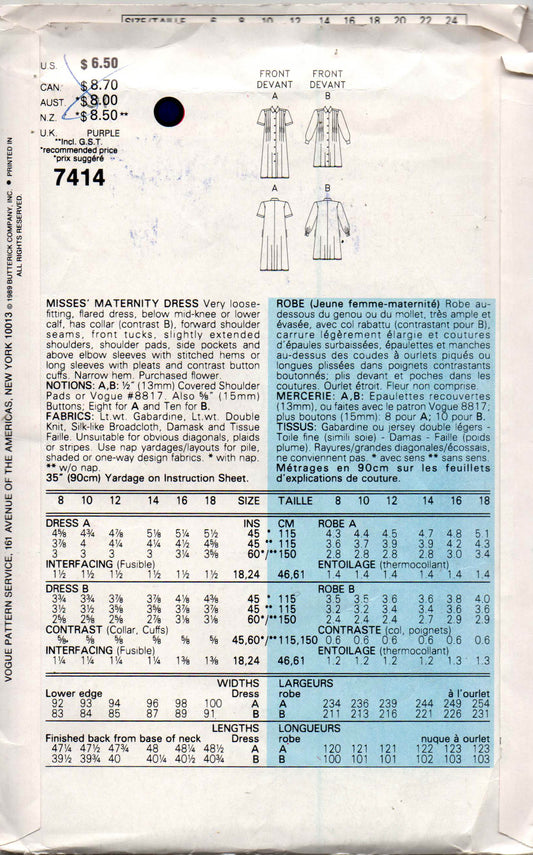 SIZE/TAILLE 6 8 10 12 14 16 18 20 22 24
U.S. $ 6.50
CAN. $ 8.70
AUST. *$8.00
N.Z. *$ 8.50 **
U.K. PURPLE
**Incl. G.S.T.
*recommended price
*prix suggéré
7414
FRONT FRONT
DEVANT DEVANT
A B
A B
VOGUE PATTERN SERVICE, 161 AVENUE OF THE AMERICAS, NEW YORK 10013 © 1989 BUTTERICK COMPANY, INC. ● PRINTED IN
ALL RIGHTS RESERVED.
MISSES' MATERNITY DRESS Very loose-
fitting, flared dress, below mid-knee or lower
calf, has collar (contrast B), forward shoulder
seams, front tucks, slightly extended
shoulders, shoulder pads, side pockets and
above elbow sleeves with stitched hems or
long sleeves with pleats and contrast button
cuffs. Narrow hem. Purchased flower.
NOTIONS: A,B: ½" (13mm) Covered Shoulder
Pads or Vogue #8817. Also ⅝" (15mm)
Buttons; Eight for A and Ten for B.
FABRICS: Lt.wt. Gabardine, Lt.wt. Double
Knit, Silk-like Broadcloth, Damask and Tissue
Faille. Unsuitable for obvious diagonals, plaids
or stripes. Use nap yardages/layouts for pile,
shaded or one-way design fabrics. * with nap.
** w/o nap.
35" (90cm) Yardage on Instruction Sheet.
ROBE (Jeune femme-maternité) Robe au-
dessous du genou ou du mollet, très ample et
évasée, avec col rabattu (contrastant pour B),
carrure légèrement élargie et coutures
d'épaules surbaissées, épaulettes et manches
au-dessus des coudes à ourlets piqués ou
longues plissées dans poignets contrastants
boutonnés; plis devant et poches dans les
coutures. Ourlet étroit. Fleur non comprise.
MERCERIE: A,B: Epaulettes recouvertes
(13mm), ou faites avec le patron Vogue 8817;
plus boutons (15mm): 8 pour A; 10 pour B.
TISSUS: Gabardine ou jersey double légers -
Toile fine (simili soie) - Damas - Faille (poids
plume). Rayures/grandes diagonales/écossais,
ne conviennent pas. * avec sens ** sans sens.
Métrages en 90cm sur les feuillets
d'explications de couture.
8 10 12 14 16 18 SIZE TAILLE 8 10 12 14 16 18
DRESS A INS CM ROBE A
4⅝ 4¾ 4⅞ 5⅛ 5¼ 5½ 45 * 115 4.3 4.4 4.5 4.7 4.8 5.1
3⅞ 4 4¼ 4¼ 4½ 4⅝ 45 ** 115 3.6 3.7 3.9 3.9 4.2 4.3
3 3 3 3 3¼ 3⅝ 60*/**150 2.8 2.8 2.8 2.8 3.0 3.4
INTERFACING (Fusible) ENTOILAGE (thermocollant)
1½ 1½ 1½ 1½ 1½ 1½ 18,24 46,61 1.4 1.4 1.4 1.4 1.4 1.4
DRESS B ROBE B
3¾ 3¾ 3⅞ 3⅞ 4⅛ 4⅜ 45 * 115 3.5 3.5 3.6 3.6 3.8 4.0
3½ 3½ 3⅝ 3⅝ 3⅞ 3⅞ 45 ** 115 3.2 3.2 3.4 3.4 3.6 3.6
2⅝ 2⅝ 2⅝ 2⅞ 3⅛ 3⅛ 60*/**150 2.4 2.4 2.4 2.7 2.9 2.9
CONTRAST (Collar, Cuffs) CONTRASTE (col, poignets)
⅝ ⅝ ⅝ ⅝ ⅝ ⅝ 45,60*/**115,150 0.6 0.6 0.6 0.6 0.6 0.6
INTERFACING (Fusible) ENTOILAGE (thermocollant)
1¼ 1¼ 1¼ 1¼ 1⅜ 1⅜ 18,24 46,61 1.2 1.2 1.2 1.2 1.3 1.3
WIDTHS LARGEURS
Lower edge Dress robe à l'ourlet
92 93 94 96 98 100 A A 234 236 239 244 249 254
83 84 85 87 89 91 B B 211 213 216 221 226 231
LENGTHS LONGUEURS
Finished back from base of neck Dress robe nuque à ourlet
47¼ 47½ 47¾ 48 48¼ 48½ A A 120 121 121 122 123 123
39½ 39¾ 40 40¼ 40½ 40¾ B B 100 101 101 102 103 103